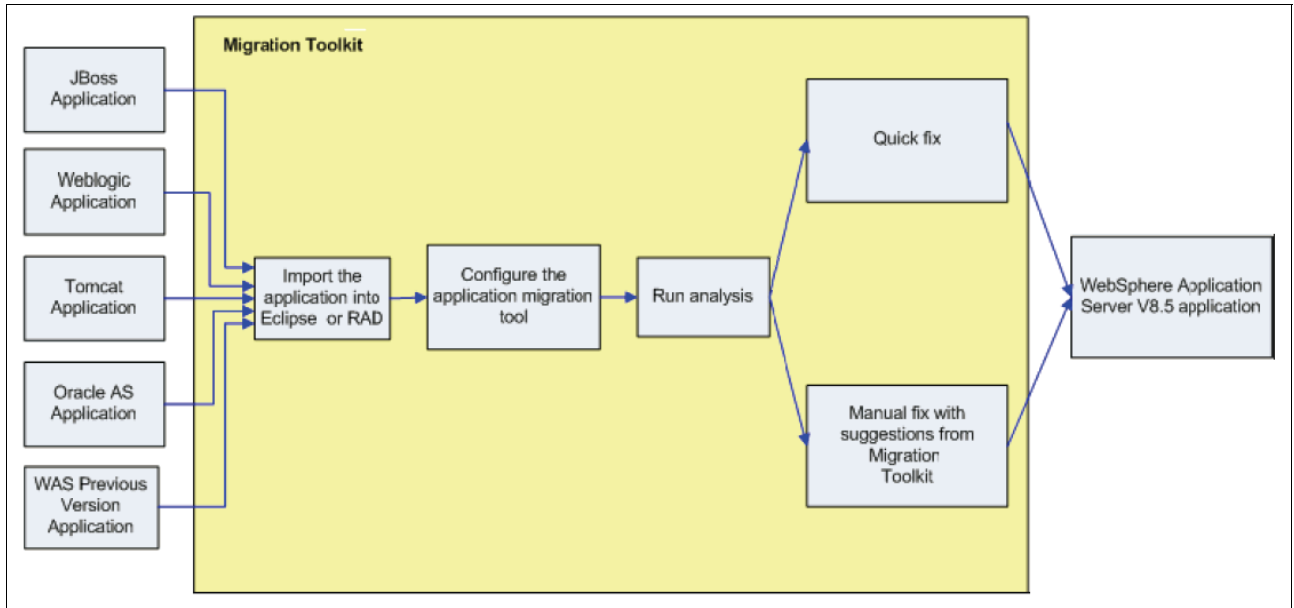 Migration Toolkit
JBoss
Application
Weblogic
Application
Tomcat
Application
Oracle AS
Application
WAS Previous
Version
Application
Import the
application into
Eclipse or RAD
Configure the
application migration
tool
Run analysis
Quick fix
Manual fix with
suggestions from
Migration
Toolkit
WebSphere Application
Server V8.5 application